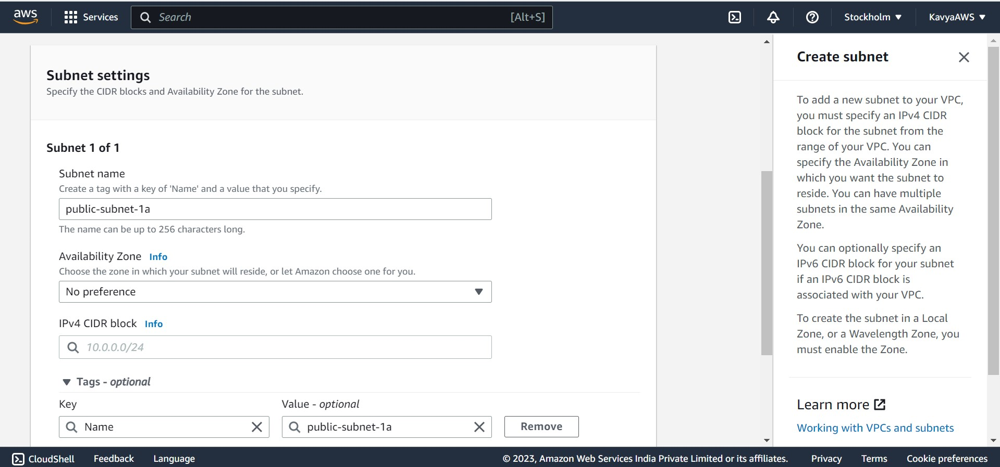 aws
Services
Search
[Alt+S]
Stockholm
KavyaAWS
Subnet settings
Specify the CIDR blocks and Availability Zone for the subnet.
Subnet 1 of 1
Subnet name
Create a tag with a key of 'Name' and a value that you specify.
public-subnet-1a
The name can be up to 256 characters long.
Availability Zone Info
Choose the zone in which your subnet will reside, or let Amazon choose one for you.
No preference
IPv4 CIDR block Info
10.0.0.0/24
Tags - optional
Key
Value - optional
Name
public-subnet-1a
Remove
Create subnet
To add a new subnet to your VPC,
you must specify an IPv4 CIDR
block for the subnet from the
range of your VPC. You can
specify the Availability Zone in
which you want the subnet to
reside. You can have multiple
subnets in the same Availability
Zone.
You can optionally specify an
IPv6 CIDR block for your subnet
if an IPv6 CIDR block is
associated with your VPC.
To create the subnet in a Local
Zone, or a Wavelength Zone, you
must enable the Zone.
Learn more
Working with VPCs and subnets
CloudShell
Feedback
Language
© 2023, Amazon Web Services India Private Limited or its affiliates.
Privacy
Terms
Cookie preferences